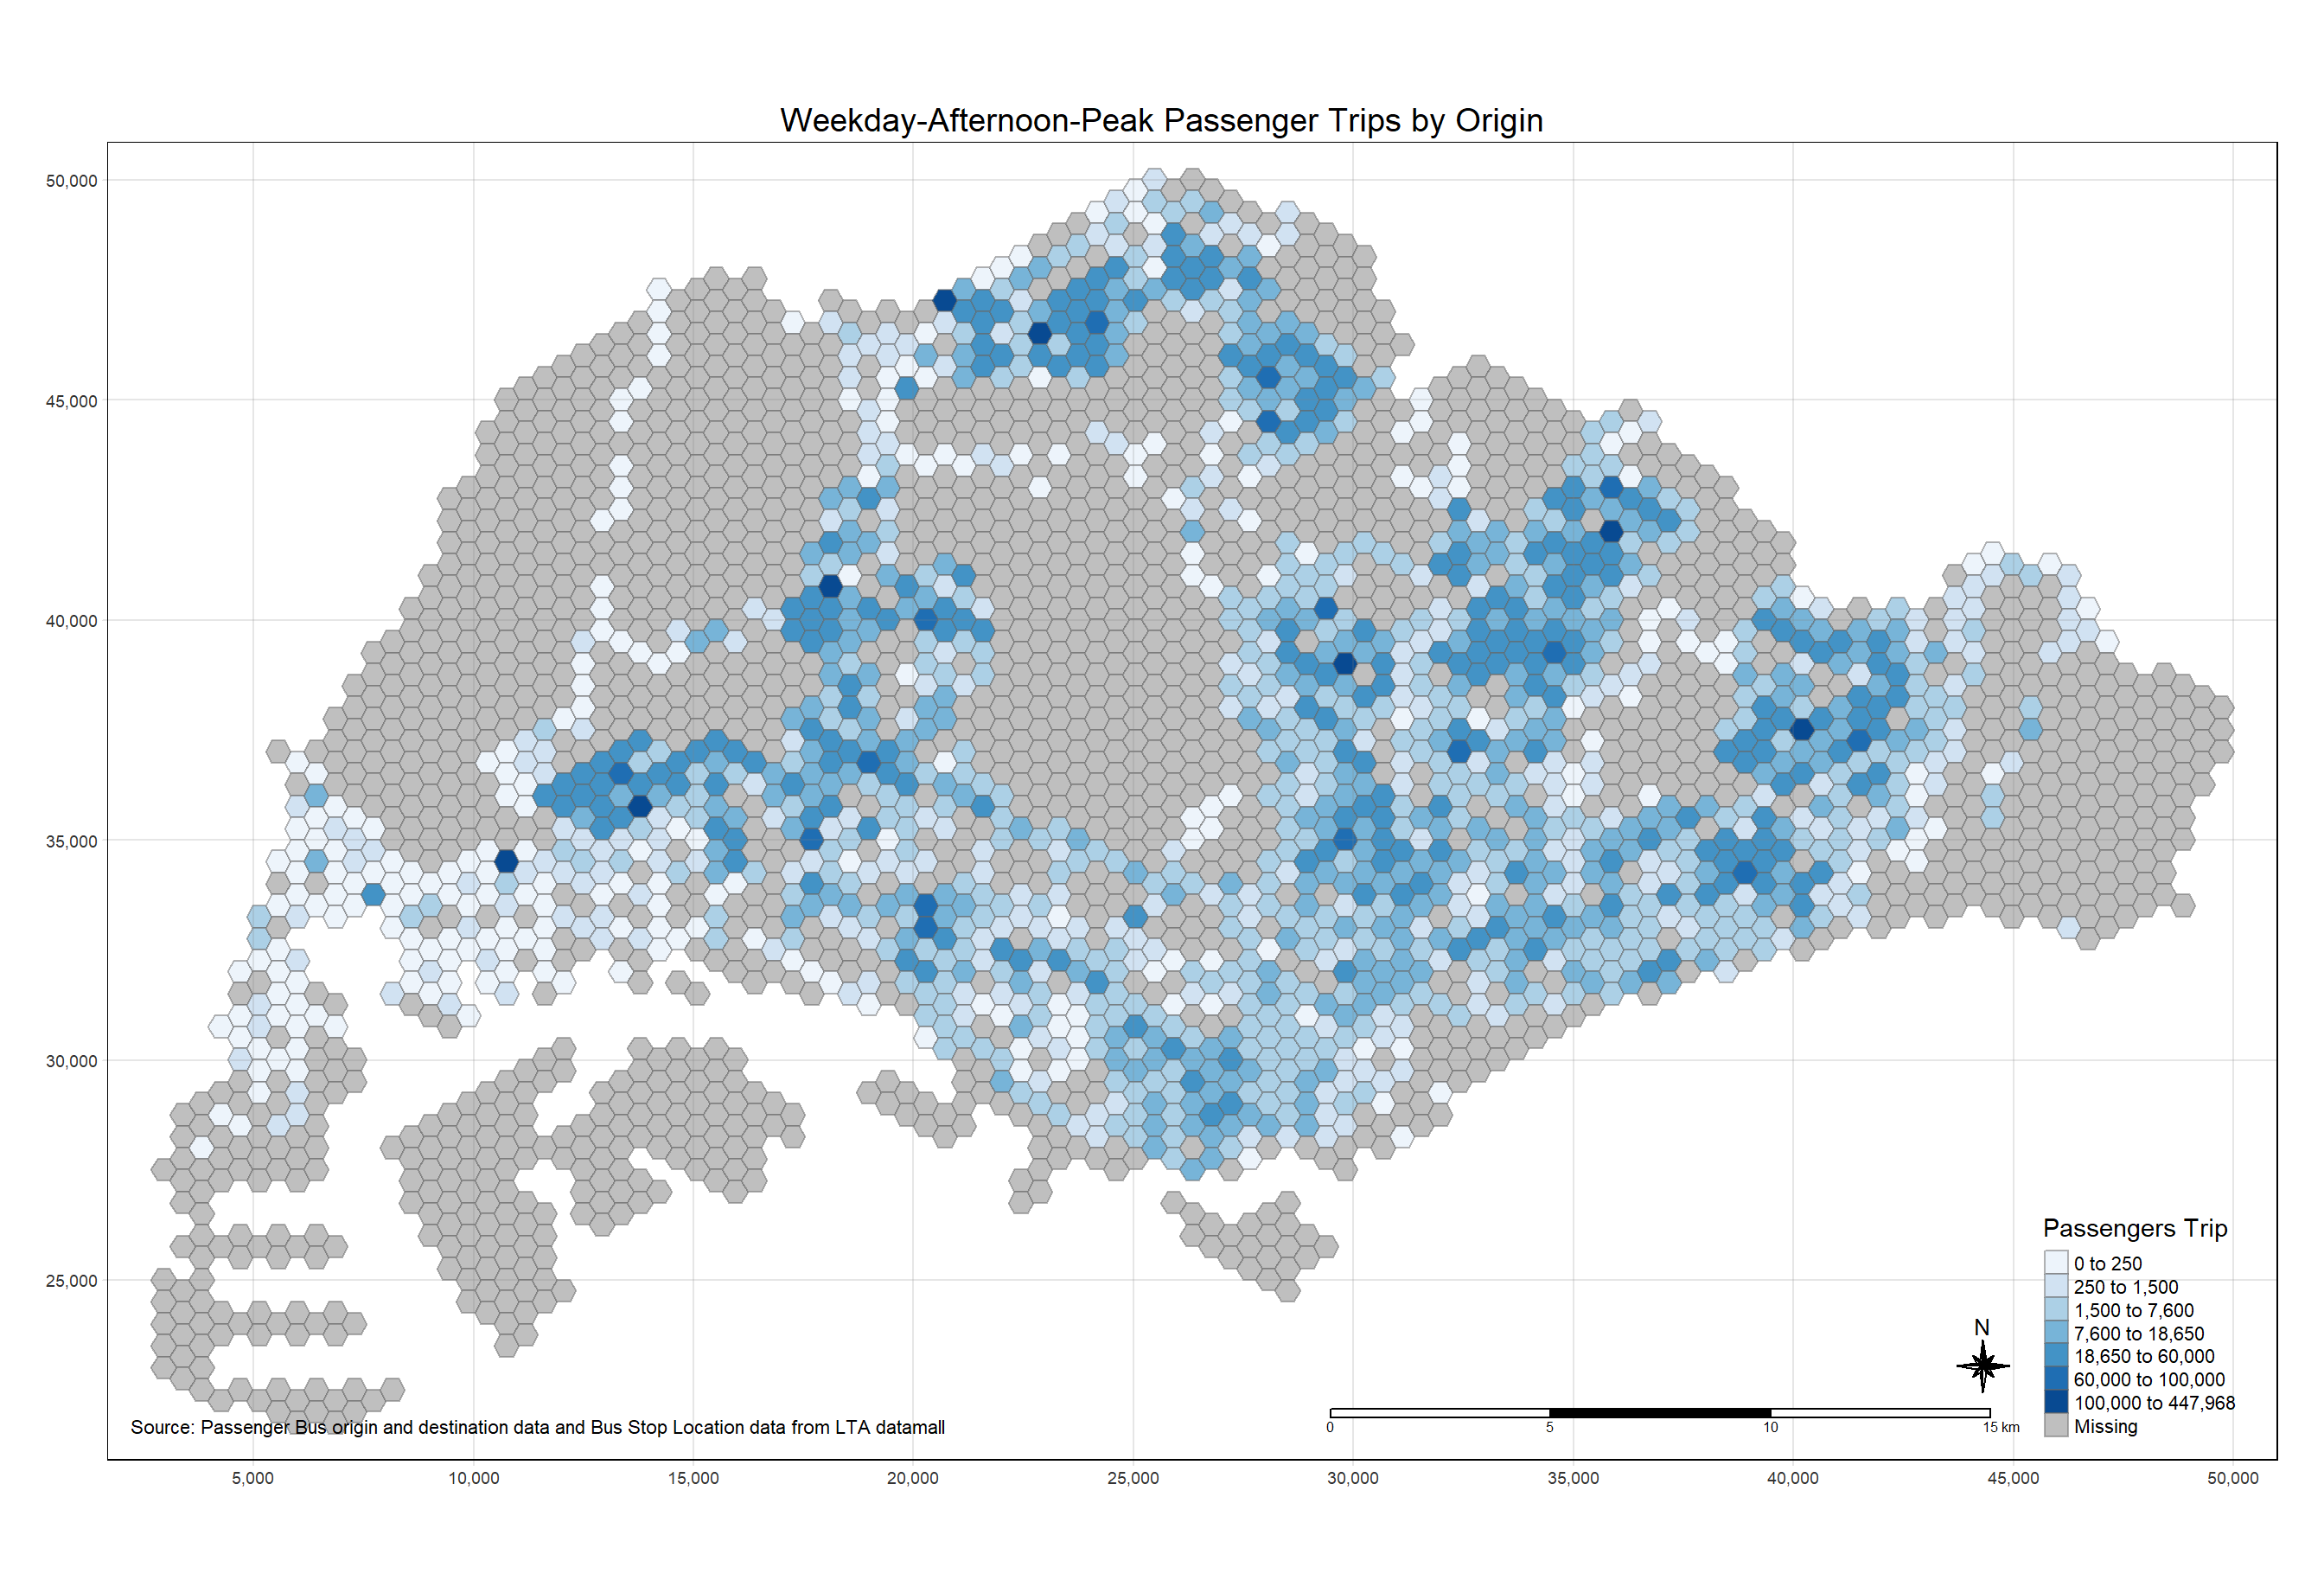 Weekday-Afternoon-Peak Passenger Trips by Origin
50,000
45,000
40,000
35,000
30,000
25,000
Passengers Trip
0 to 250
250 to 1,500
1,500 to 7,600
7,600 to 18,650
18,650 to 60,000
60,000 to 100,000
100,000 to 447,968
Missing
N
0 5 10 15 km
Source: Passenger Bus origin and destination data and Bus Stop Location data from LTA datamall
5,000 10,000 15,000 20,000 25,000 30,000 35,000 40,000 45,000 50,000